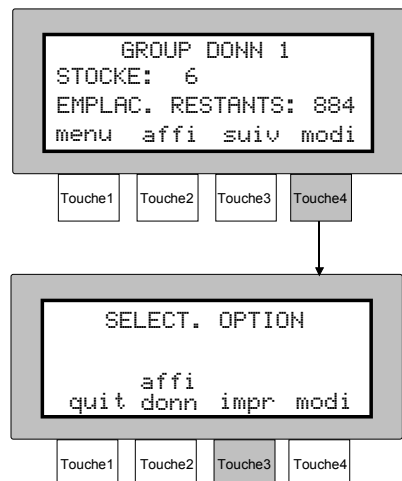 GROUP DONN 1
STOCKE: 6
EMPLAC. RESTANTS: 884
menu affi suiv modi
Touche1 Touche2 Touche3 Touche4
SELECT. OPTION
affi
quit donn impr modi
Touche1 Touche2 Touche3 Touche4